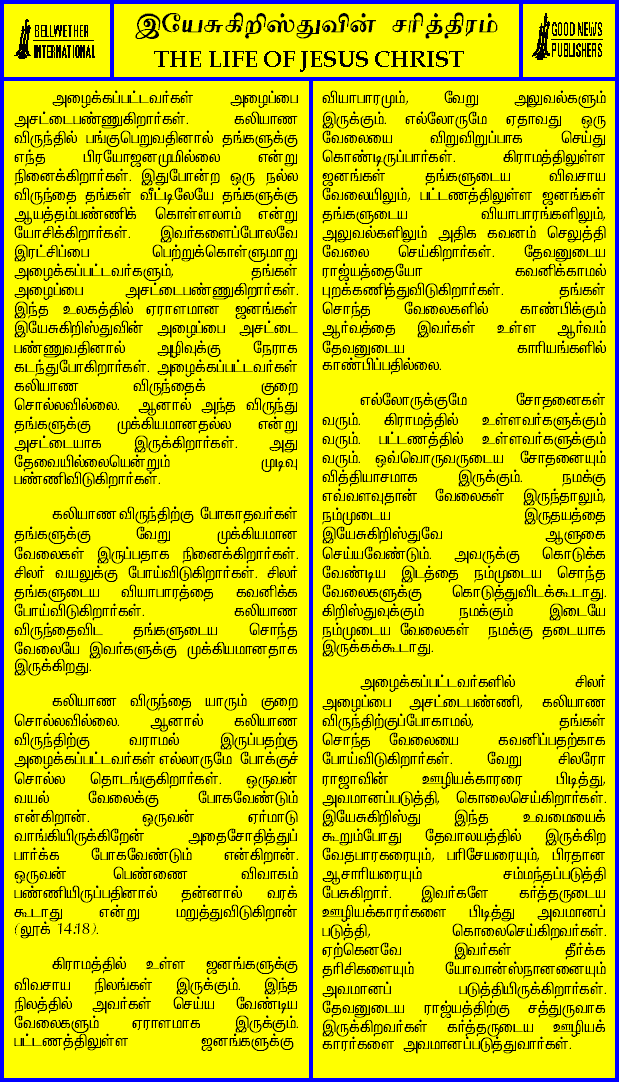 BELLWETHER
INTERNATIONAL
இயேசுகிறிஸ்துவின் சரித்திரம்
THE LIFE OF JESUS CHRIST
GOOD NEWS
PUBLISHERS
அழைக்கப்பட்டவர்கள் அழைப்பை
அசட்டைபண்ணுகிறார்கள். கலியாண
விருந்தில் பங்குபெறுவதினால் தங்களுக்கு
எந்த பிரயோஜனமுமில்லை என்று
நினைக்கிறார்கள். இதுபோன்ற ஒரு நல்ல
விருந்தை தங்கள் வீட்டிலேயே தங்களுக்கு
ஆயத்தம்பண்ணிக் கொள்ளலாம் என்று
யோசிக்கிறார்கள். இவர்களைப்போலவே
இரட்சிப்பை பெற்றுக்கொள்ளுமாறு
அழைக்கப்பட்டவர்களும், தங்கள்
அழைப்பை அசட்டைபண்ணுகிறார்கள்.
இந்த உலகத்தில் ஏராளமான ஜனங்கள்
இயேசுகிறிஸ்துவின் அழைப்பை அசட்டை
பண்ணுவதினால் அழிவுக்கு நேராக
கடந்துபோகிறார்கள். அழைக்கப்பட்டவர்கள்
கலியாண விருந்தைக் குறை
சொல்லவில்லை. ஆனால் அந்த விருந்து
தங்களுக்கு முக்கியமானதல்ல என்று
அசட்டையாக இருக்கிறார்கள். அது
தேவையில்லையென்றும் முடிவு
பண்ணிவிடுகிறார்கள்.
கலியாண விருந்திற்கு போகாதவர்கள்
தங்களுக்கு வேறு முக்கியமான
வேலைகள் இருப்பதாக நினைக்கிறார்கள்.
சிலர் வயலுக்கு போய்விடுகிறார்கள். சிலர்
தங்களுடைய வியாபாரத்தை கவனிக்க
போய்விடுகிறார்கள். கலியாண
விருந்தைவிட தங்களுடைய சொந்த
வேலையே இவர்களுக்கு முக்கியமானதாக
இருக்கிறது.
கலியாண விருந்தை யாரும் குறை
சொல்லவில்லை. ஆனால் கலியாண
விருந்திற்கு வராமல் இருப்பதற்கு
அழைக்கப்பட்டவர்கள் எல்லாருமே போக்குச்
சொல்ல தொடங்குகிறார்கள். ஒருவன்
வயல் வேலைக்கு போகவேண்டும்
என்கிறான். ஒருவன் ஏர்மாடு
வாங்கியிருக்கிறேன் அதைசோதித்துப்
பார்க்க போகவேண்டும் என்கிறான்.
ஒருவன் பெண்ணை விவாகம்
பண்ணியிருப்பதினால் தன்னால் வரக்
கூடாது என்று மறுத்துவிடுகிறான்
(லூக் 14:18).
கிராமத்தில் உள்ள ஜனங்களுக்கு
விவசாய நிலங்கள் இருக்கும். இந்த
நிலத்தில் அவர்கள் செய்ய வேண்டிய
வேலைகளும் ஏராளமாக இருக்கும்.
பட்டணத்திலுள்ள ஜனங்களுக்கு
வியாபாரமும், வேறு அலுவல்களும்
இருக்கும். எல்லோருமே ஏதாவது ஒரு
வேலையை விறுவிறுப்பாக செய்து
கொண்டிருப்பார்கள். கிராமத்திலுள்ள
ஜனங்கள் தங்களுடைய விவசாய
வேலையிலும், பட்டணத்திலுள்ள ஜனங்கள்
தங்களுடைய வியாபாரங்களிலும்,
அலுவல்களிலும் அதிக கவனம் செலுத்தி
வேலை செய்கிறார்கள். தேவனுடைய
ராஜ்யத்தையோ கவனிக்காமல்
புறக்கணித்துவிடுகிறார்கள். தங்கள்
சொந்த வேலைகளில் காண்பிக்கும்
ஆர்வத்தை இவர்கள் உள்ள ஆர்வம்
தேவனுடைய காரியங்களில்
காண்பிப்பதில்லை.
எல்லோருக்குமே சோதனைகள்
வரும். கிராமத்தில் உள்ளவர்களுக்கும்
வரும். பட்டணத்தில் உள்ளவர்களுக்கும்
வரும். ஒவ்வொருவருடைய சோதனையும்
வித்தியாசமாக இருக்கும். நமக்கு
எவ்வளவுதான் வேலைகள் இருந்தாலும்,
நம்முடைய இருதயத்தை
இயேசுகிறிஸ்துவே ஆளுகை
செய்யவேண்டும். அவருக்கு கொடுக்க
வேண்டிய இடத்தை நம்முடைய சொந்த
வேலைகளுக்கு கொடுத்துவிடக்கூடாது.
கிறிஸ்துவுக்கும் நமக்கும் இடையே
நம்முடைய வேலைகள் நமக்கு தடையாக
இருக்கக்கூடாது.
அழைக்கப்பட்டவர்களில் சிலர்
அழைப்பை அசட்டைபண்ணி, கலியாண
விருந்திற்குப்போகாமல், தங்கள்
சொந்த வேலையை கவனிப்பதற்காக
போய்விடுகிறார்கள். வேறு சிலரோ
ராஜாவின் ஊழியக்காரரை பிடித்து,
அவமானப்படுத்தி, கொலைசெய்கிறார்கள்.
இயேசுகிறிஸ்து இந்த உவமையைக்
கூறும்போது தேவாலயத்தில் இருக்கிற
வேதபாரகரையும், பரிசேயரையும், பிரதான
ஆசாரியரையும் சம்மந்தப்படுத்தி
பேசுகிறார். இவர்களே கர்த்தருடைய
ஊழியக்காரர்களை பிடித்து அவமானப்
படுத்தி, கொலைசெய்கிறவர்கள்.
ஏற்கெனவே இவர்கள் தீர்க்க
தரிசிகளையும் யோவான்ஸ்நானனையும்
அவமானப் படுத்தியிருக்கிறார்கள்.
தேவனுடைய ராஜ்யத்திற்கு சத்துருவாக
இருக்கிறவர்கள் கர்த்தருடைய ஊழியக்
காரர்களை அவமானப்படுத்துவார்கள்.